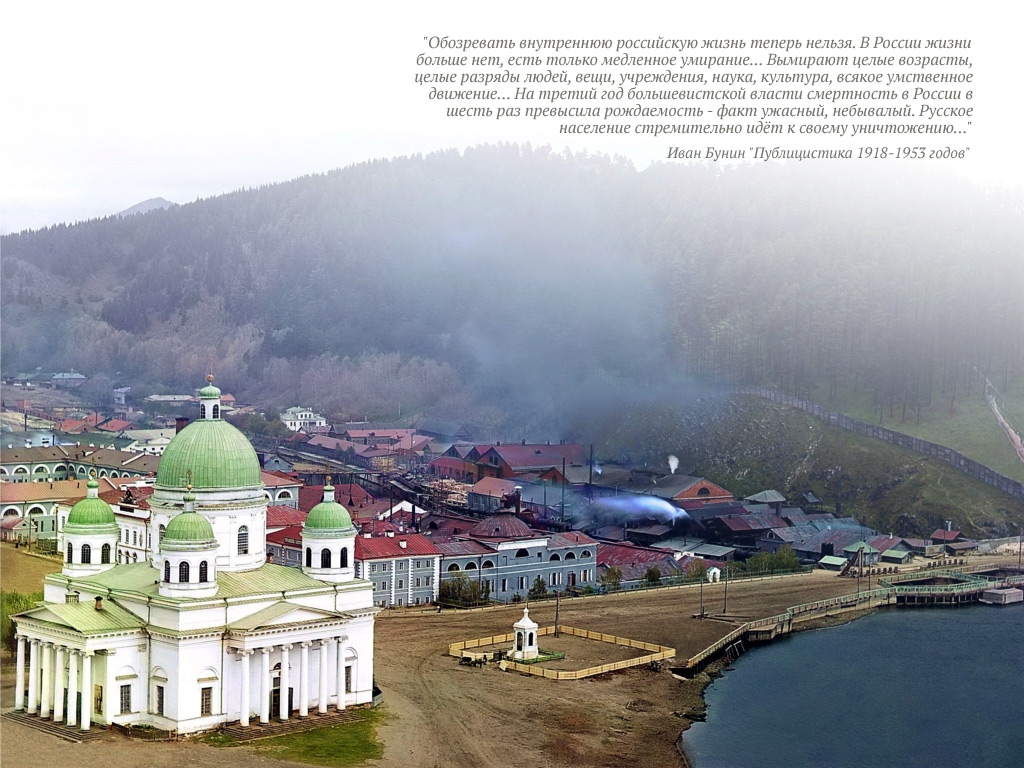 "Обозревать внутреннюю российскую жизнь теперь нельзя. В России жизни
больше нет, есть только медленное умирание... Вымирают целые возрасты,
целые разряды людей, вещи, учреждения, наука, культура, всякое умственное
движение... На третий год большевистской власти смертность в России в
шесть раз превысила рождаемость - факт ужасный, небывалый. Русское
население стремительно идёт к своему уничтожению..."
Иван Бунин "Публицистика 1918-1953 годов"